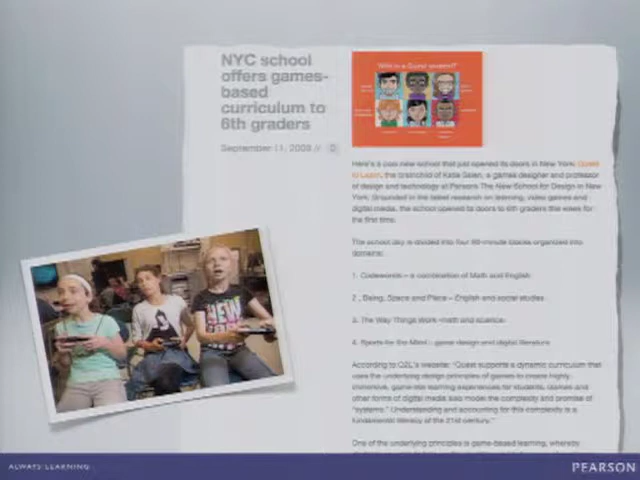 NYC school
offers games-
based
curriculum to
6th graders
September 11, 2009 //
Who is a Quest student?
Here's a cool new school that just opened its doors in New York: Quest
to Learn, the brainchild of Katie Salen, a games designer and professor
of design and technology at Parsons The New School for Design in New
York. Grounded in the latest research on learning, video games and
digital media, the school opened its doors to 6th graders this week for
the first time.
The school day is divided into four 90-minute blocks organized into
domains:
1. Codewords – a combination of Math and English
2. Being, Space and Place – English and social studies
3. The Way Things Work -math and science
4. Sports for the Mind – game design and digital literature
According to Q2L's website: "Quest supports a dynamic curriculum that
uses the underlying design principles of games to create highly
immersive, game-like learning experiences for students. Games and
other forms of digital media also model the complexity and promise of
"systems." Understanding and accounting for this complexity is a
fundamental literacy of the 21st century."
One of the underlying principles is game-based learning, whereby
NEW
ALWAYS LEARNING
PEARSON